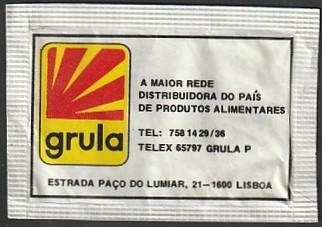 grula
A MAIOR REDE
DISTRIBUIDORA DO PAÍS
DE PRODUTOS ALIMENTARES
TEL: 758 14 29/36
TELEX 65797 GRULA P
ESTRADA PAÇO DO LUMIAR, 21-1600 LISBOA